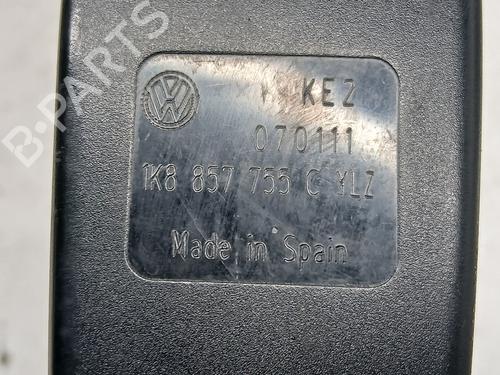 B-PARTS
KE2
070111
1K8 857 755 C YLZ
Made in Spain